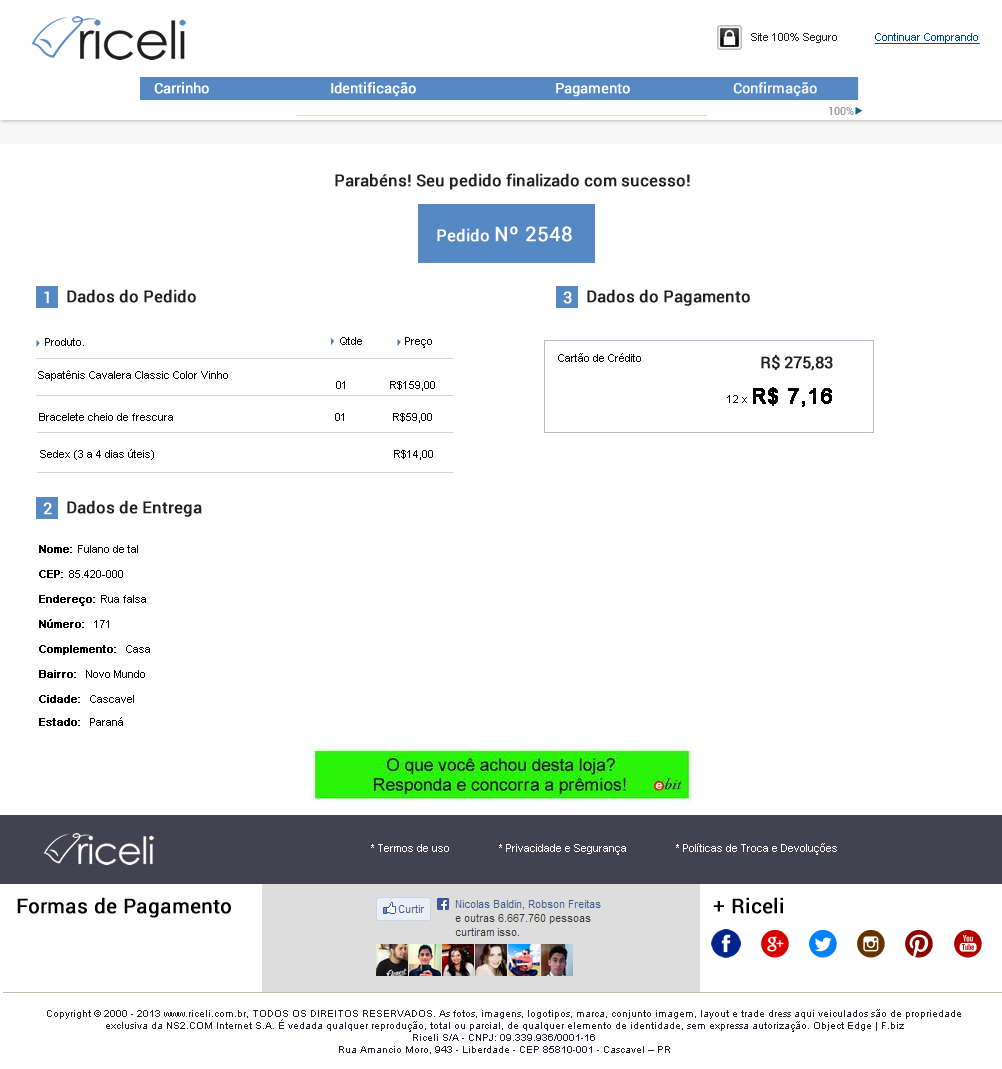 riceli
Site 100% Seguro
Continuar Comprando
Carrinho Identificação Pagamento Confirmação
100%
Parabéns! Seu pedido finalizado com sucesso!
Pedido Nº 2548
1 Dados do Pedido
Produto. Qtde Preço
Sapatênis Cavalera Classic Color Vinho 01 R$159,00
Bracelete cheio de frescura 01 R$59,00
Sedex (3 a 4 dias úteis) R$14,00
3 Dados do Pagamento
Cartão de Crédito R$ 275,83
12 x R$ 7,16
2 Dados de Entrega
Nome: Fulano de tal
CEP: 85.420-000
Endereço: Rua falsa
Número: 171
Complemento: Casa
Bairro: Novo Mundo
Cidade: Cascavel
Estado: Paraná
O que você achou desta loja?
Responda e concorra a prêmios! ebit
riceli
* Termos de uso * Privacidade e Segurança * Políticas de Troca e Devoluções
Formas de Pagamento
Curtir
Nicolas Baldin, Robson Freitas
e outras 6.667.760 pessoas
curtiram isso.
+ Riceli
You
Tube
Copyright © 2000 - 2013 www.riceli.com.br, TODOS OS DIREITOS RESERVADOS. As fotos, imagens, logotipos, marca, conjunto imagem, layout e trade dress aqui veiculados são de propriedade
exclusiva da NS2.COM Internet S.A. É vedada qualquer reprodução, total ou parcial, de qualquer elemento de identidade, sem expressa autorização. Object Edge | F.biz
Riceli S/A - CNPJ: 09.339.936/0001-16
Rua Amancio Moro, 943 - Liberdade - CEP 85810-001 - Cascavel – PR